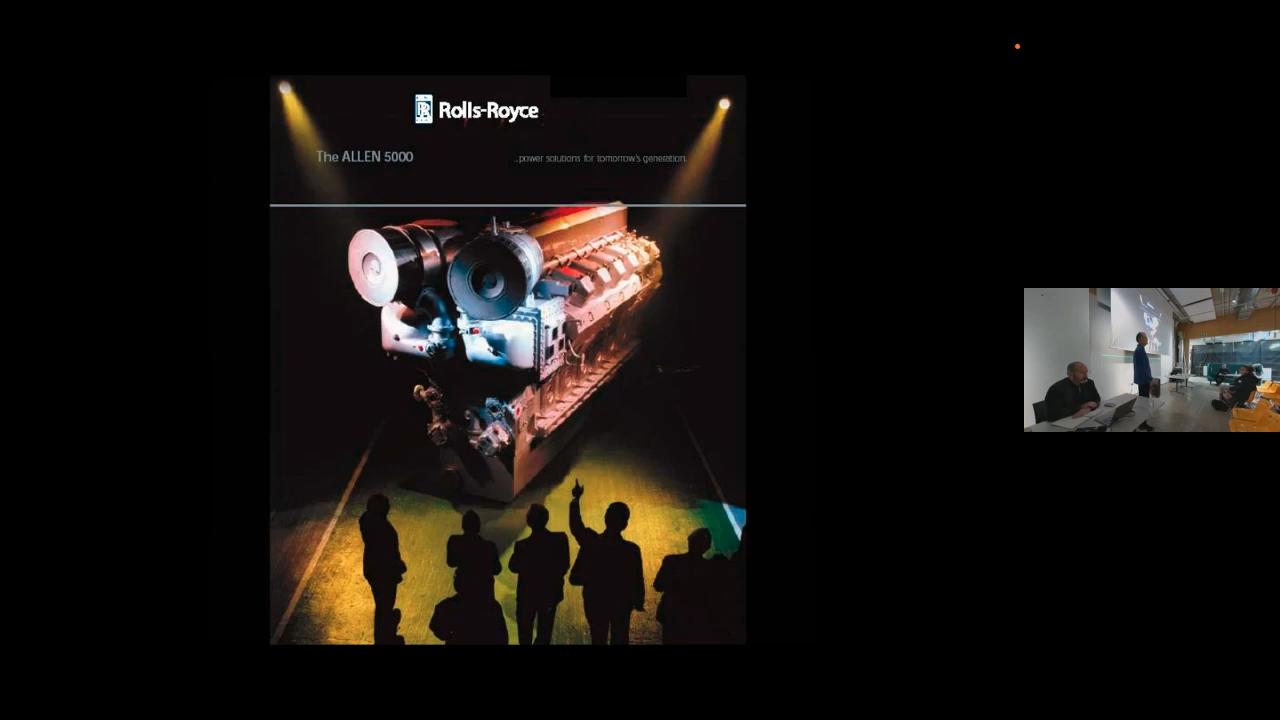 Rolls-Royce
The ALLEN 5000
..power solutions for tomorrow's generation.